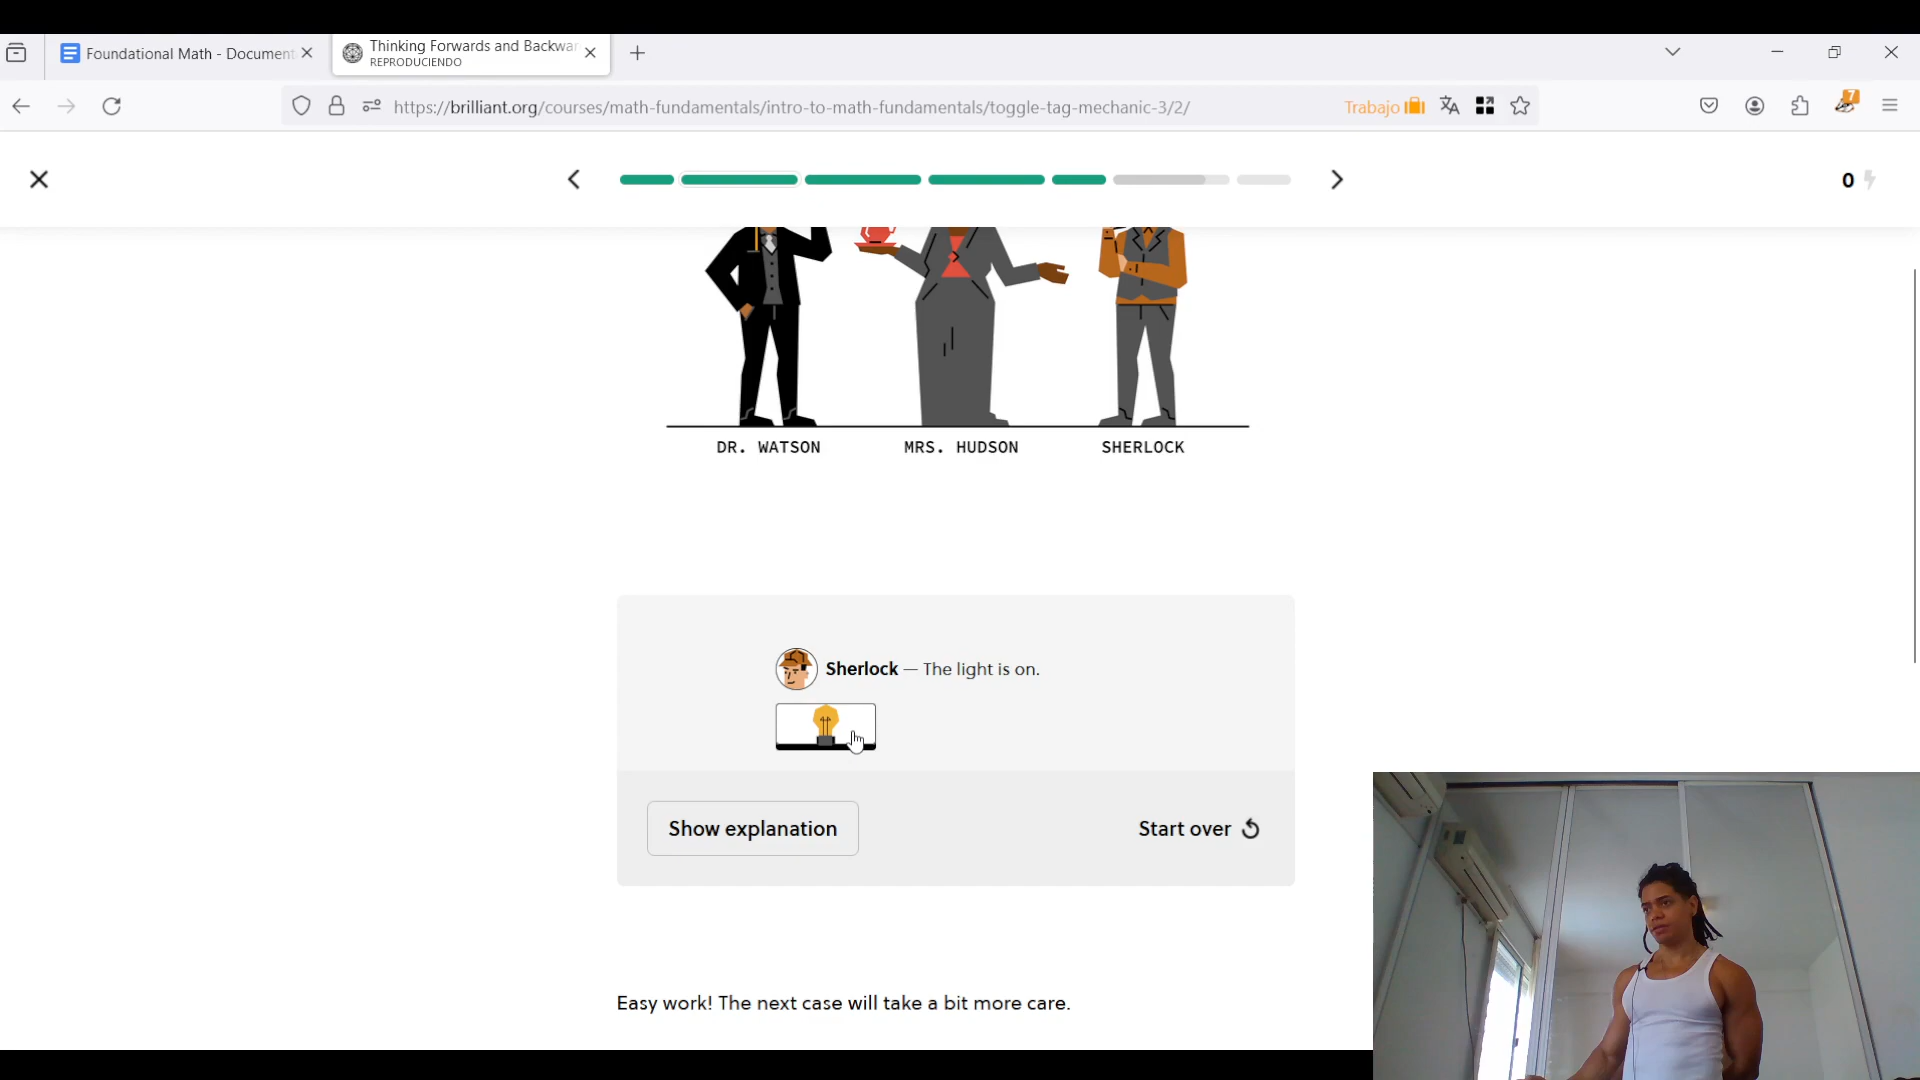 Foundational Math - Document
Thinking Forwards and Backwar
REPRODUCIENDO
https://brilliant.org/courses/math-fundamentals/intro-to-math-fundamentals/toggle-tag-mechanic-3/2/
Trabajo
7
0
DR. WATSON
MRS. HUDSON
SHERLOCK
Sherlock — The light is on.
Show explanation
Start over
Easy work! The next case will take a bit more care.